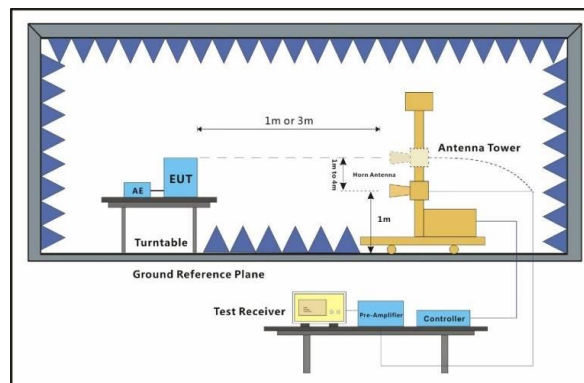 1m or 3m
Antenna Tower
1m to 4m
Horn Antenna
EUT
AE
1m
Turntable
Ground Reference Plane
Test Receiver
Pre-Amplifier
Controller